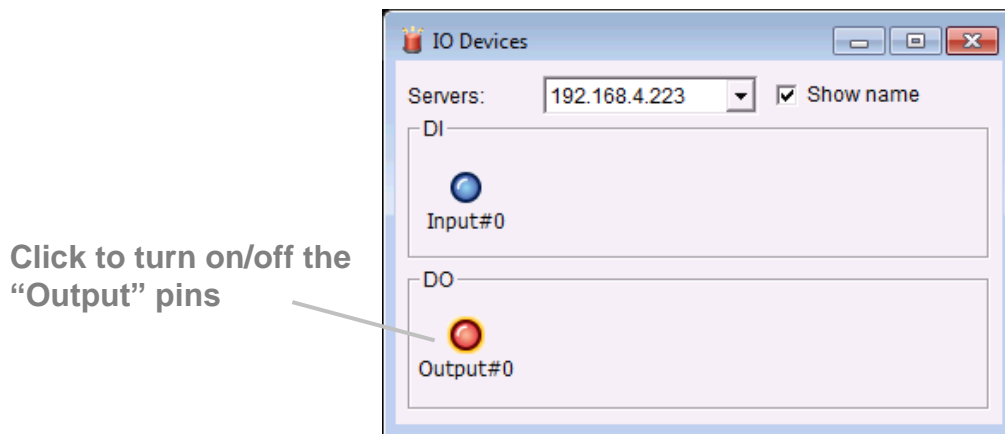 IO Devices
Servers: 192.168.4.223 Show name
DI
Input#0
Click to turn on/off the
“Output” pins
DO
Output#0